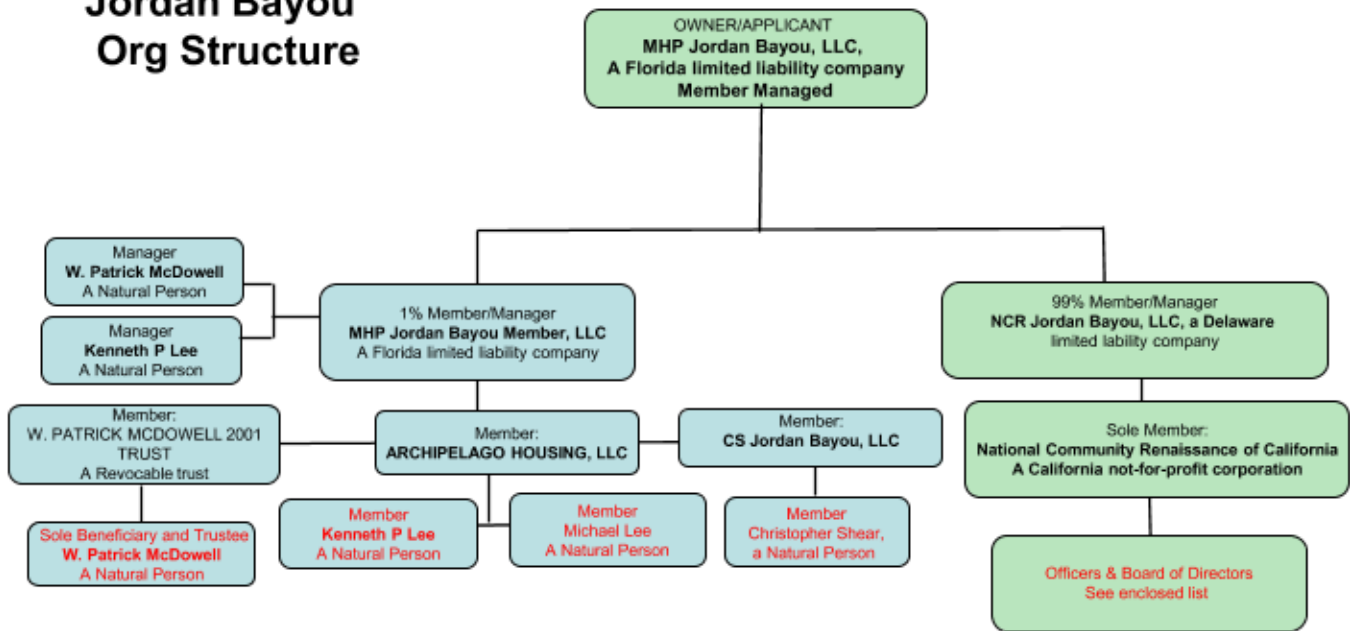 Jordan Bayou
Org Structure
OWNER/APPLICANT
MHP Jordan Bayou, LLC,
A Florida limited liability company
Member Managed
Manager
W. Patrick McDowell
A Natural Person
Manager
Kenneth P Lee
A Natural Person
1% Member/Manager
MHP Jordan Bayou Member, LLC
A Florida limited liability company
99% Member/Manager
NCR Jordan Bayou, LLC, a Delaware
limited lability company
Member:
W. PATRICK MCDOWELL 2001
TRUST
A Revocable trust
Member:
ARCHIPELAGO HOUSING, LLC
Member:
CS Jordan Bayou, LLC
Sole Member:
National Community Renaissance of California
A California not-for-profit corporation
Sole Beneficiary and Trustee
W. Patrick McDowell
A Natural Person
Member
Kenneth P Lee
A Natural Person
Member
Michael Lee
A Natural Person
Member
Christopher Shear,
a Natural Person
Officers & Board of Directors
See enclosed list